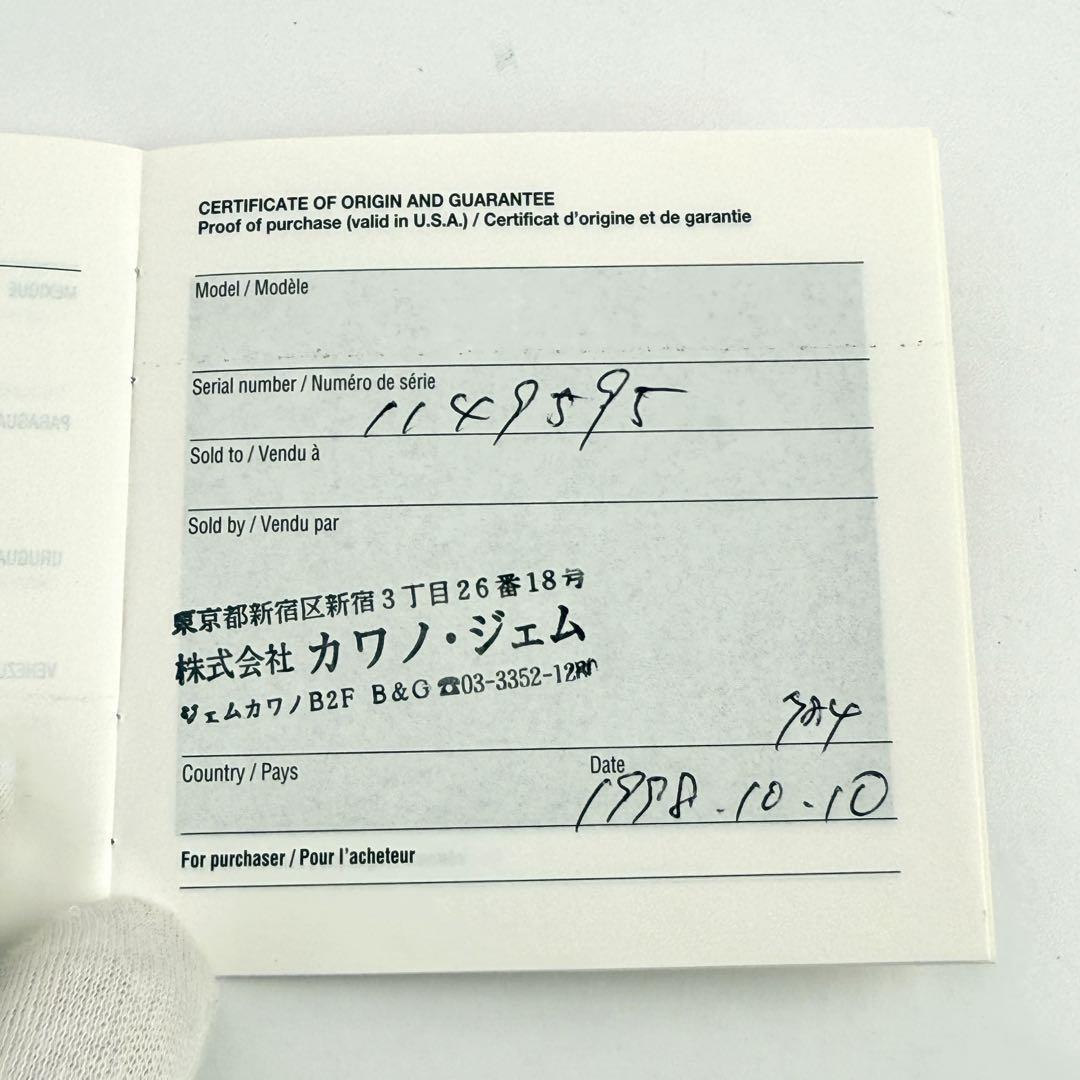 CERTIFICATE OF ORIGIN AND GUARANTEE
Proof of purchase (valid in U.S.A.) / Certificat d'origine et de garantie
Model / Modèle
Serial number / Numéro de série
1149595
Sold to / Vendu à
Sold by / Vendu par
東京都新宿区新宿3丁目26番18号
株式会社 カワノ・ジェム
ジェムカワノB2F B&G ☎03-3352-12
Country / Pays
Date
1998.10.10
For purchaser / Pour l'acheteur